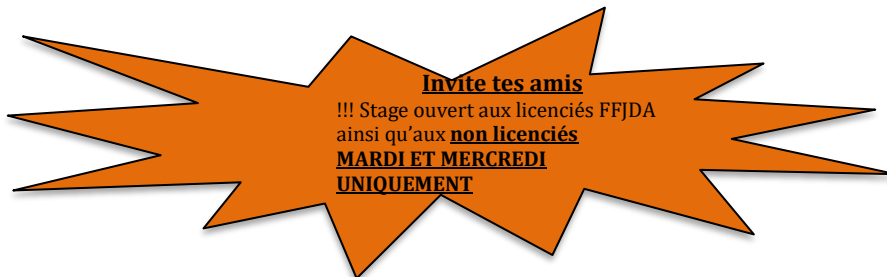 Invite tes amis
!!! Stage ouvert aux licenciés FFJDA
ainsi qu’aux non licenciés
MARDI ET MERCREDI
UNIQUEMENT